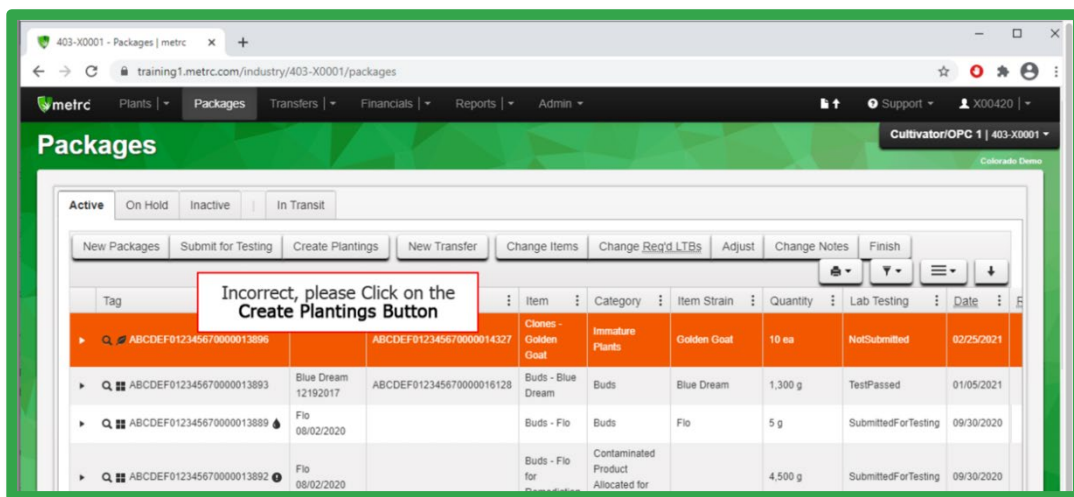 403-X0001 - Packages | metrc
training1.metrc.com/industry/403-X0001/packages
metrc Plants | Packages Transfers | Financials | Reports | Admin Support X00420 |
Packages
Cultivator/OPC 1 | 403-X0001
Colorado Demo
Active On Hold Inactive | In Transit
New Packages Submit for Testing Create Plantings New Transfer Change Items Change Req'd LTBs Adjust Change Notes Finish
Incorrect, please Click on the
Create Plantings Button
Tag Item Category Item Strain Quantity Lab Testing Date
ABCDEF012345670000013896 ABCDEF012345670000014327 Clones - Golden Goat Immature Plants Golden Goat 10 ea NotSubmitted 02/25/2021
ABCDEF012345670000013893 Blue Dream 12192017 ABCDEF012345670000016128 Buds - Blue Dream Buds Blue Dream 1,300 g TestPassed 01/05/2021
ABCDEF012345670000013889 Flo 08/02/2020 Buds - Flo Buds Flo 5 g SubmittedForTesting 09/30/2020
ABCDEF012345670000013892 Flo 08/02/2020 Buds - Flo for Contaminated Product Allocated for 4,500 g SubmittedForTesting 09/30/2020